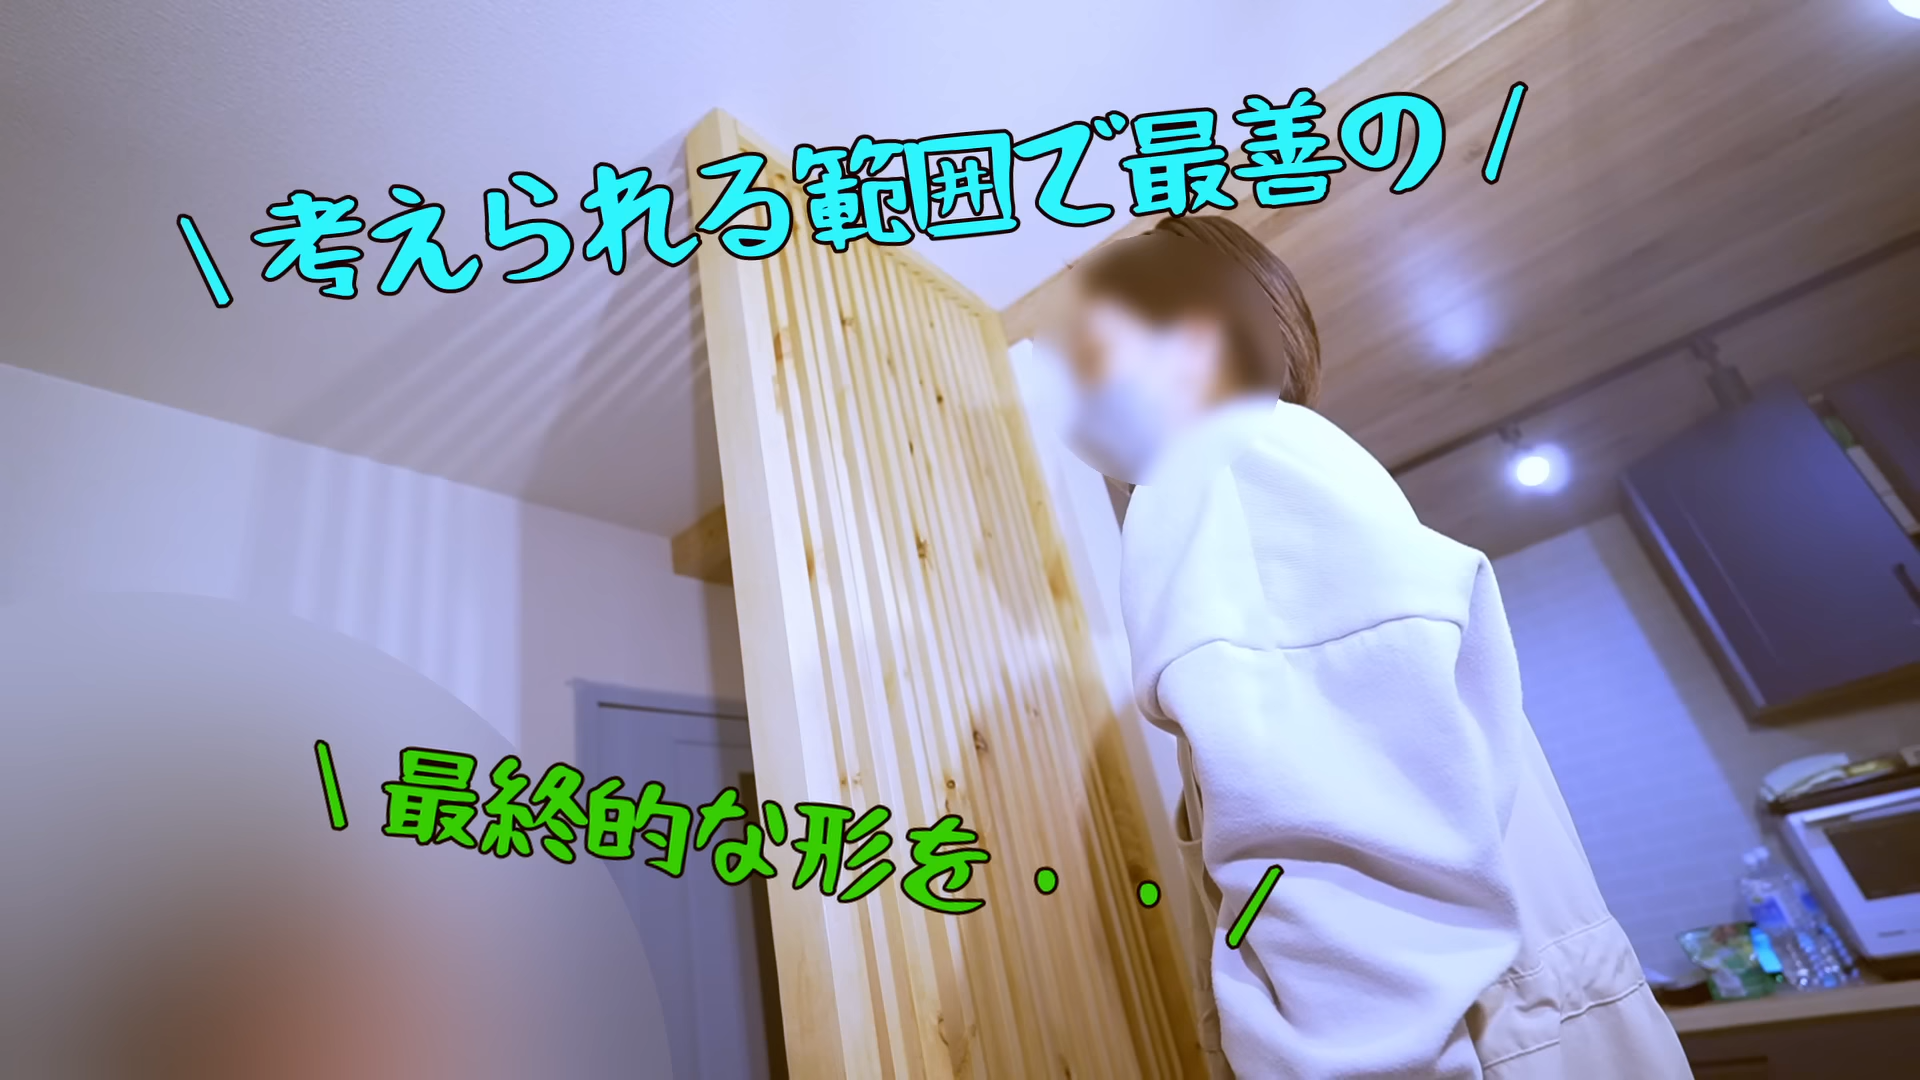 \ 考えられる範囲で最善の /
\ 最終的な形を・・ /